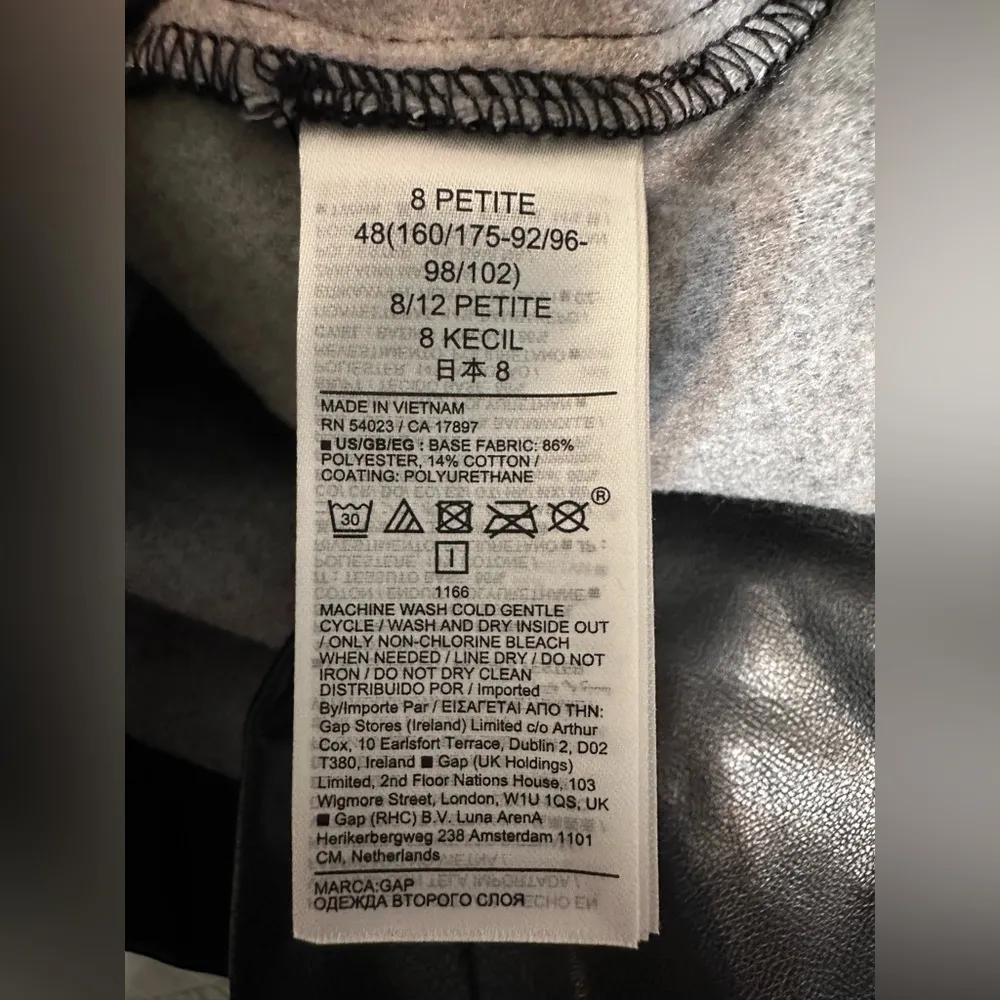 8 PETITE
48(160/175-92/96-
98/102)
8/12 PETITE
8 KECIL
日本 8
MADE IN VIETNAM
RN 54023 / CA 17897
■ US/GB/EG : BASE FABRIC: 86%
POLYESTER, 14% COTTON /
COATING: POLYURETHANE
®
30
1166
MACHINE WASH COLD GENTLE
CYCLE / WASH AND DRY INSIDE OUT
/ ONLY NON-CHLORINE BLEACH
WHEN NEEDED / LINE DRY / DO NOT
IRON / DO NOT DRY CLEAN
DISTRIBUIDO POR / Imported
By/Importe Par / ΕΙΣΑΓΕΤΑΙ ΑΠΟ ΤΗΝ:
Gap Stores (Ireland) Limited c/o Arthur
Cox, 10 Earlsfort Terrace, Dublin 2, D02
T380, Ireland ■ Gap (UK Holdings)
Limited, 2nd Floor Nations House, 103
Wigmore Street, London, W1U 1QS, UK
■ Gap (RHC) B.V. Luna ArenA
Herikerbergweg 238 Amsterdam 1101
CM, Netherlands
MARCA:GAP
ОДЕЖДА ВТОРОГО СЛОЯ